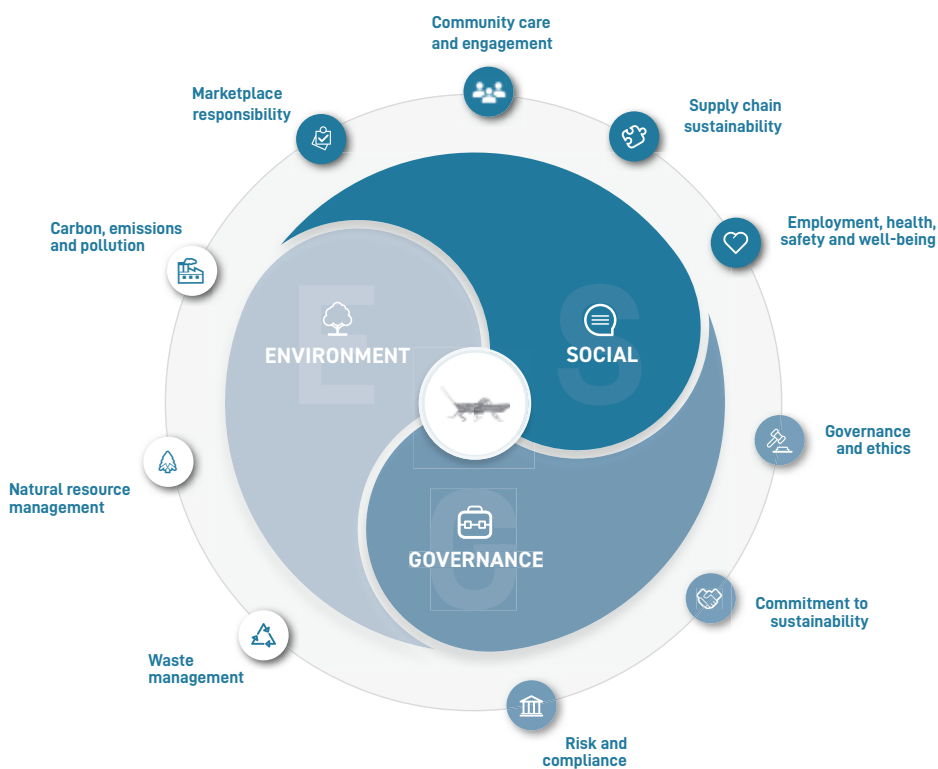 Community care
and engagement
Marketplace
responsibility
Supply chain
sustainability
Carbon, emissions
and pollution
Employment, health,
safety and well-being
E
ENVIRONMENT
S
SOCIAL
Governance
and ethics
Natural resource
management
G
GOVERNANCE
Commitment to
sustainability
Waste
management
Risk and
compliance